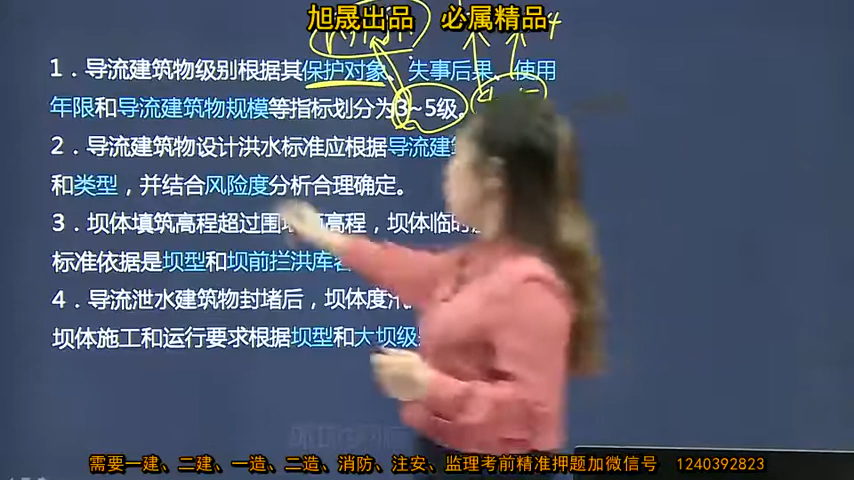 旭晟出品 必属精品
1．导流建筑物级别根据其保护对象、失事后果、使用
年限和导流建筑物规模等指标划分为3~5级。
2．导流建筑物设计洪水标准应根据导流建
和类型，并结合风险度分析合理确定。
3．坝体填筑高程超过围 高程，坝体临时
标准依据是坝型和坝前拦洪库
4．导流泄水建筑物封堵后，坝体度汛
坝体施工和运行要求根据坝型和大坝级
需要一建、二建、一造、二造、消防、注安、监理考前精准押题加微信号 1240392823